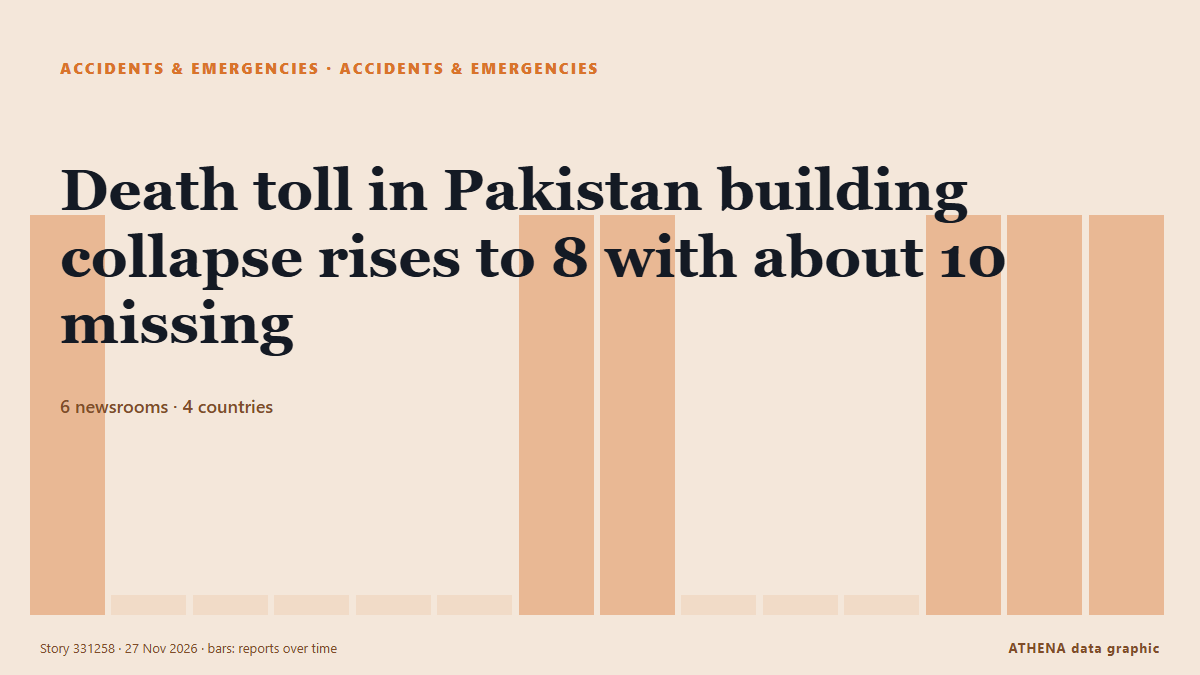 ACCIDENTS & EMERGENCIES · ACCIDENTS & EMERGENCIES
Death toll in Pakistan building
collapse rises to 8 with about 10
missing
6 newsrooms · 4 countries
Story 331258 · 27 Nov 2026 · bars: reports over time
ATHENA data graphic